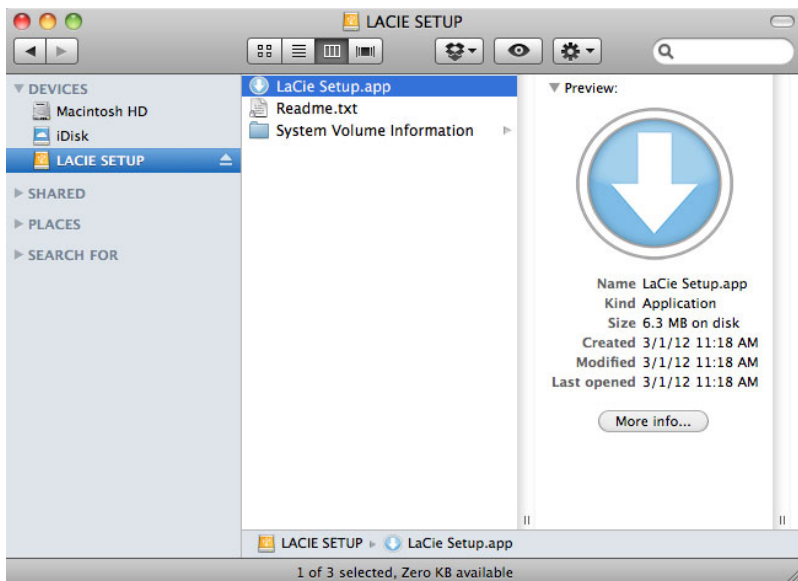 LACIE SETUP
DEVICES
Macintosh HD
iDisk
LACIE SETUP
SHARED
PLACES
SEARCH FOR
LaCie Setup.app
Readme.txt
System Volume Information
Preview:
Name LaCie Setup.app
Kind Application
Size 6.3 MB on disk
Created 3/1/12 11:18 AM
Modified 3/1/12 11:18 AM
Last opened 3/1/12 11:18 AM
More info...
LACIE SETUP LaCie Setup.app
1 of 3 selected, Zero KB available